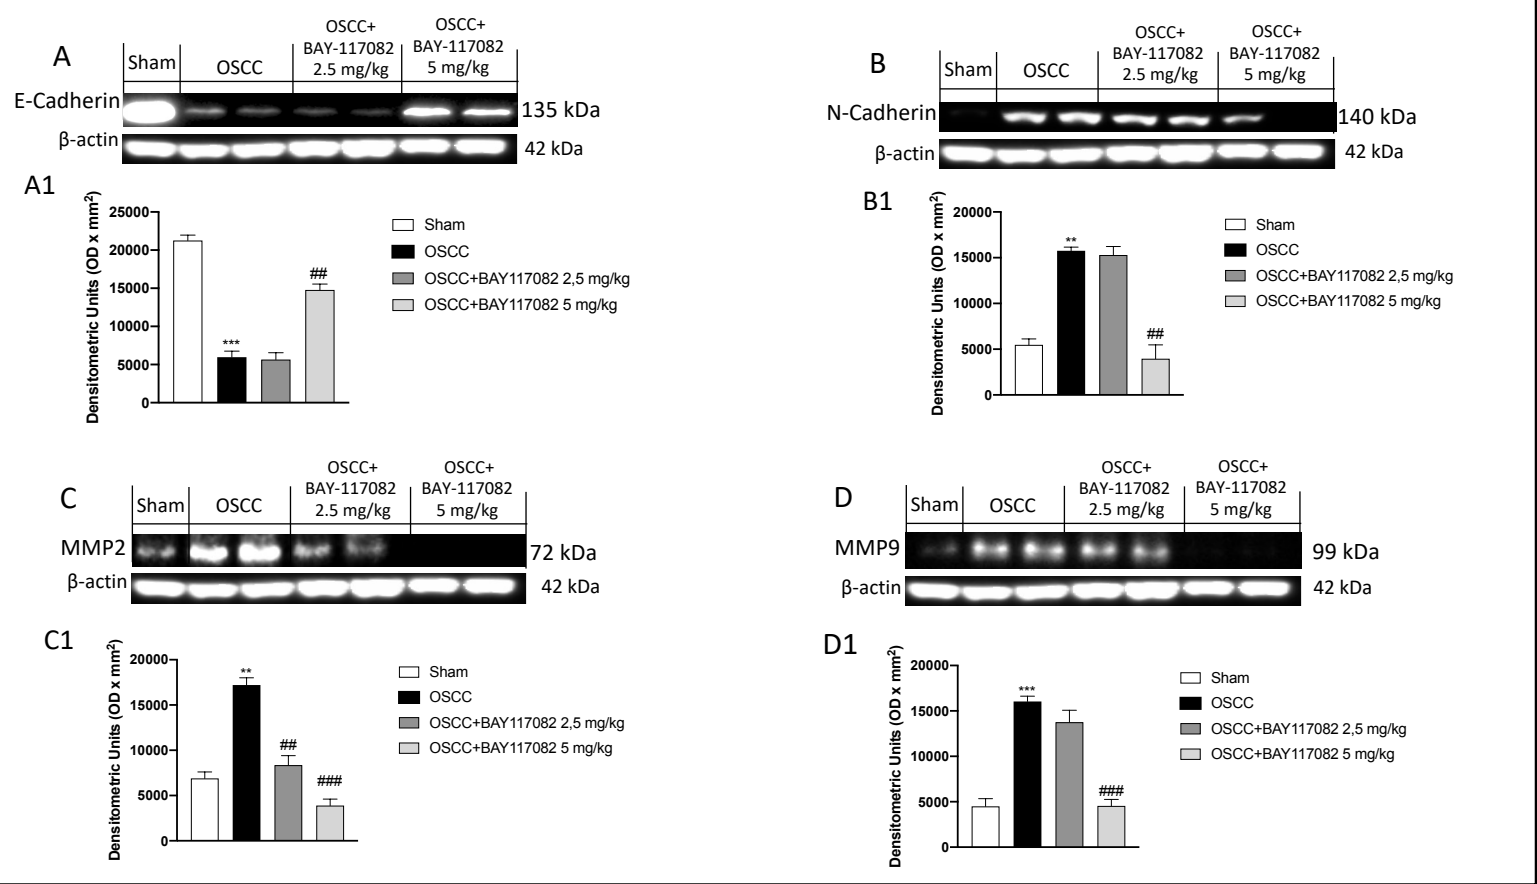 A
Sham
OSCC
OSCC+
BAY-117082
2.5 mg/kg
OSCC+
BAY-117082
5 mg/kg
E-Cadherin
135 kDa
β-actin
42 kDa
A1
Densitometric Units (OD x mm²)
25000
20000
15000
10000
5000
0
***
##
Sham
OSCC
OSCC+BAY117082 2,5 mg/kg
OSCC+BAY117082 5 mg/kg
B
Sham
OSCC
OSCC+
BAY-117082
2.5 mg/kg
OSCC+
BAY-117082
5 mg/kg
N-Cadherin
140 kDa
β-actin
42 kDa
B1
Densitometric Units (OD x mm²)
20000
15000
10000
5000
0
**
##
Sham
OSCC
OSCC+BAY117082 2,5 mg/kg
OSCC+BAY117082 5 mg/kg
C
Sham
OSCC
OSCC+
BAY-117082
2.5 mg/kg
OSCC+
BAY-117082
5 mg/kg
MMP2
72 kDa
β-actin
42 kDa
C1
Densitometric Units (OD x mm²)
20000
15000
10000
5000
0
**
##
###
Sham
OSCC
OSCC+BAY117082 2,5 mg/kg
OSCC+BAY117082 5 mg/kg
D
Sham
OSCC
OSCC+
BAY-117082
2.5 mg/kg
OSCC+
BAY-117082
5 mg/kg
MMP9
99 kDa
β-actin
42 kDa
D1
Densitometric Units (OD x mm²)
20000
15000
10000
5000
0
***
###
Sham
OSCC
OSCC+BAY117082 2,5 mg/kg
OSCC+BAY117082 5 mg/kg